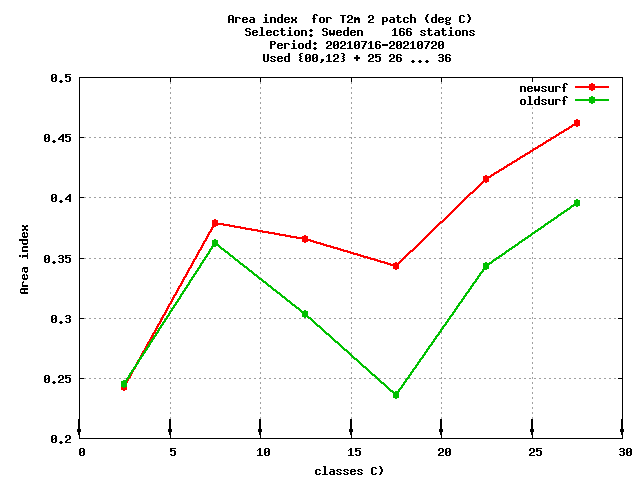 Area index  for T2m 2 patch (deg C)
Selection: Sweden    166 stations
Period: 20210716-20210720
Used {00,12} + 25 26 ... 36
newsurf
oldsurf
0.5
0.45
0.4
0.35
0.3
0.25
0.2
Area index
0 5 10 15 20 25 30
classes C)